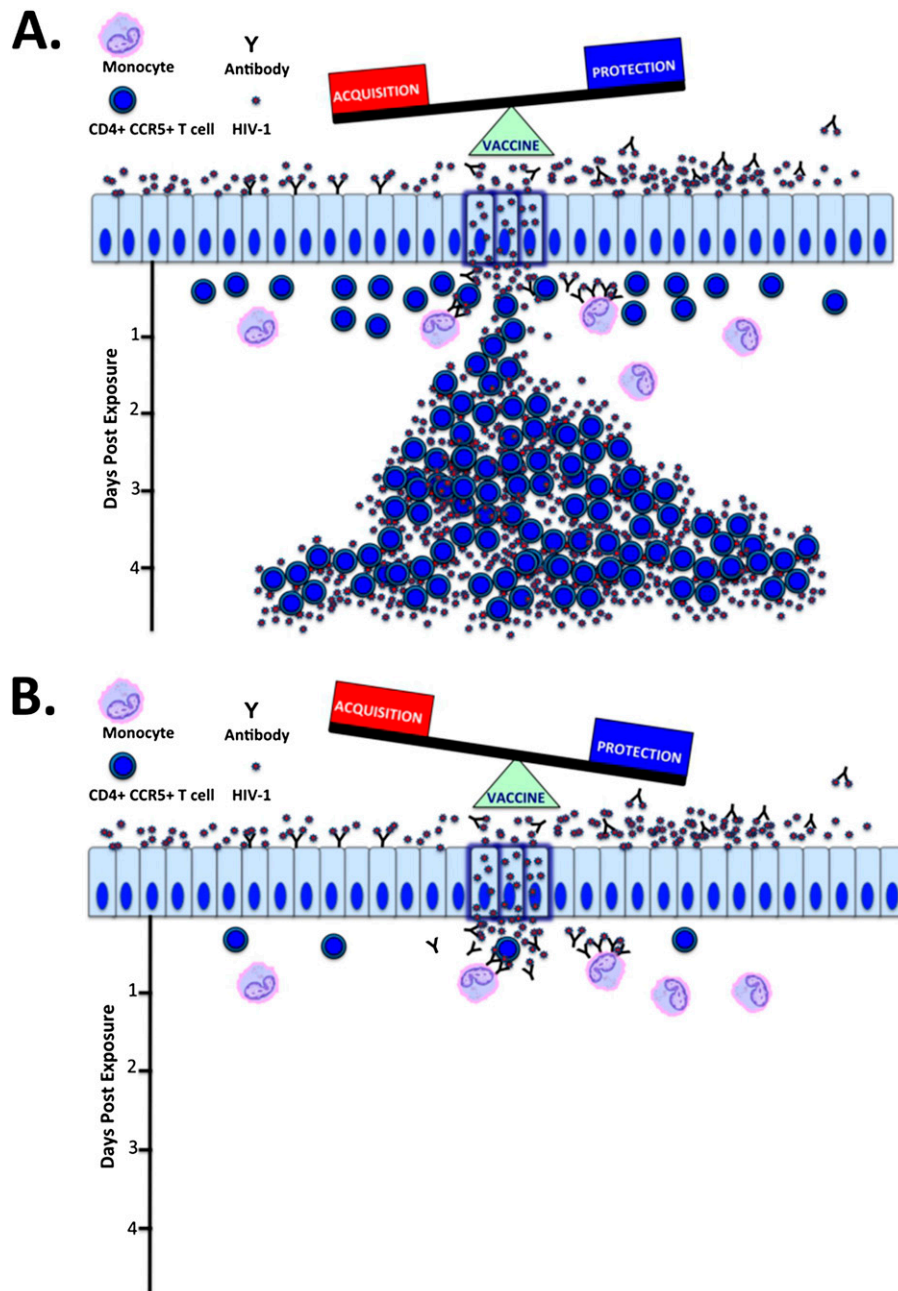 A.
Monocyte
Antibody
CD4+ CCR5+ T cell
HIV-1
ACQUISITION
PROTECTION
VACCINE
Days Post Exposure
1
2
3
4
B.
Monocyte
Antibody
CD4+ CCR5+ T cell
HIV-1
ACQUISITION
PROTECTION
VACCINE
Days Post Exposure
1
2
3
4